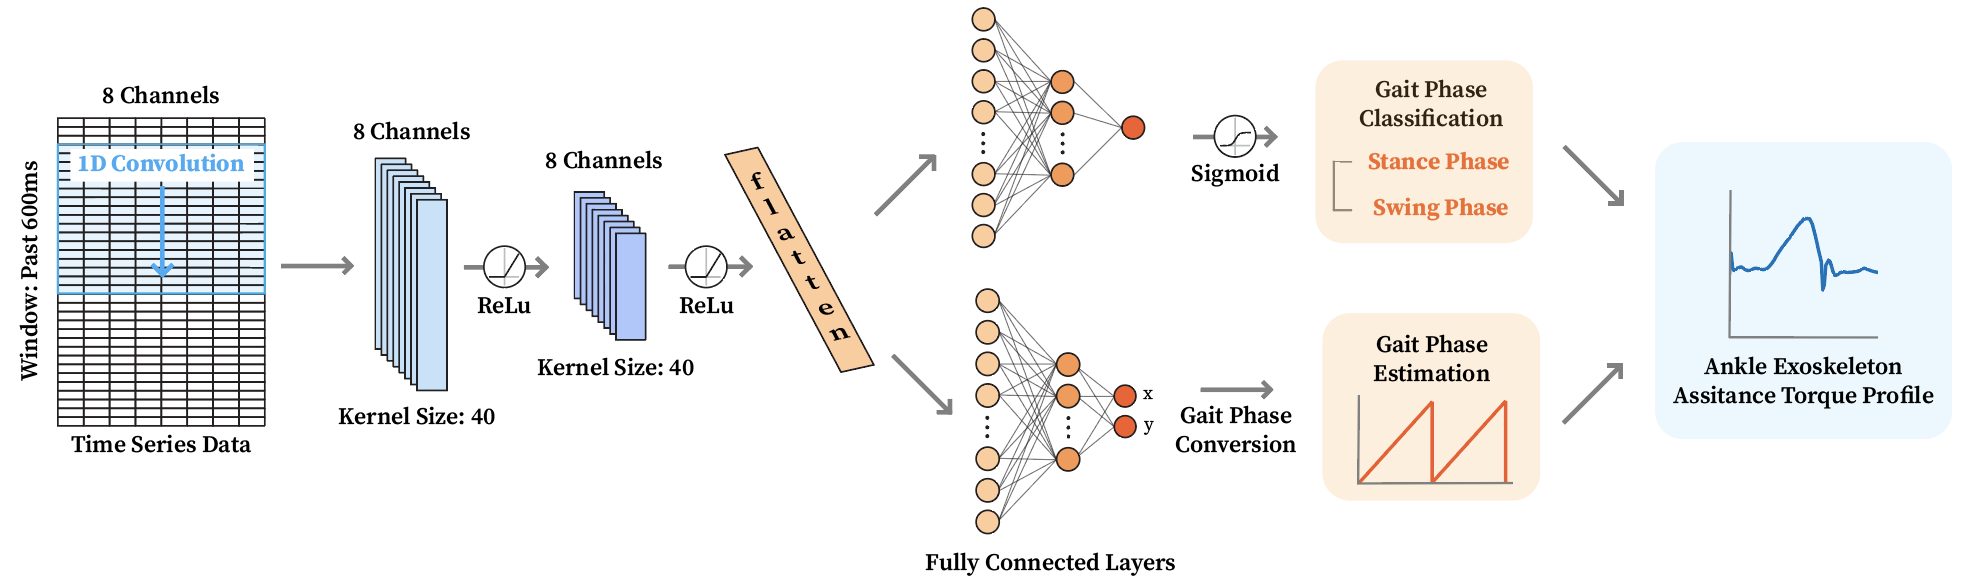 8 Channels
1D Convolution
Window: Past 600ms
Time Series Data
8 Channels
Kernel Size: 40
ReLu
8 Channels
Kernel Size: 40
ReLu
flatten
Sigmoid
Gait Phase
Classification
Stance Phase
Swing Phase
x
y
Fully Connected Layers
Gait Phase
Conversion
Gait Phase
Estimation
Ankle Exoskeleton
Assitance Torque Profile